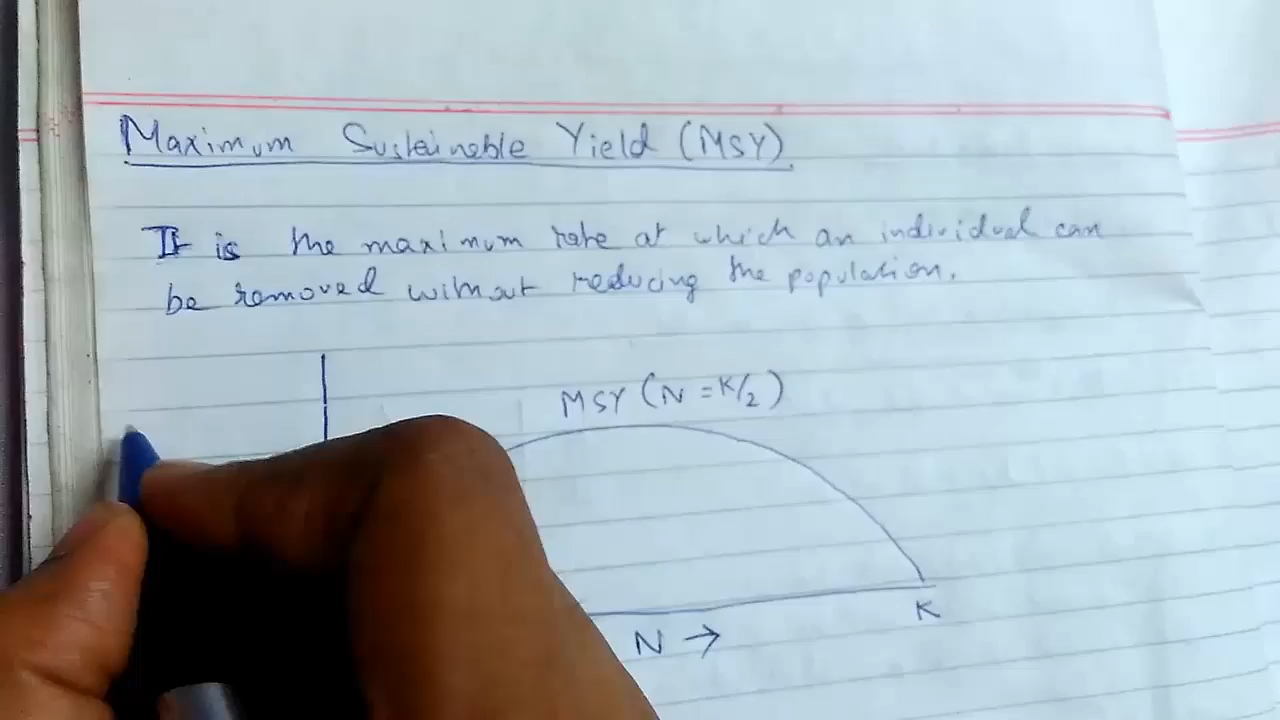 Maximum Sustainable Yield (MSY)
It is the maximum rate at which an individual can
be removed without reducing the population.
MSY (N = K/2)
K
N →